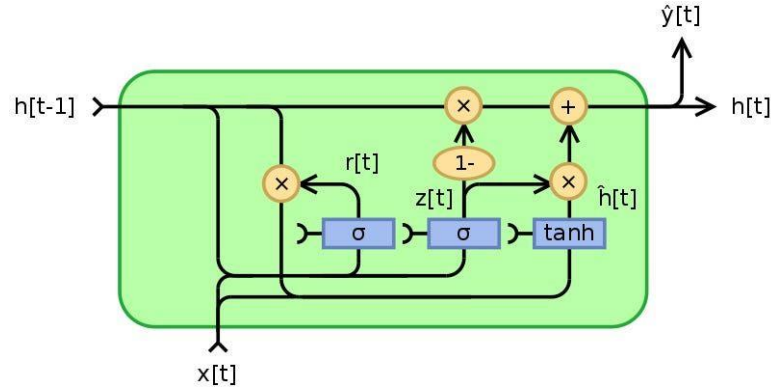 ŷ[t]
h[t-1]
×
+
h[t]
1-
r[t]
×
z[t]
×
ĥ[t]
σ
σ
tanh
x[t]